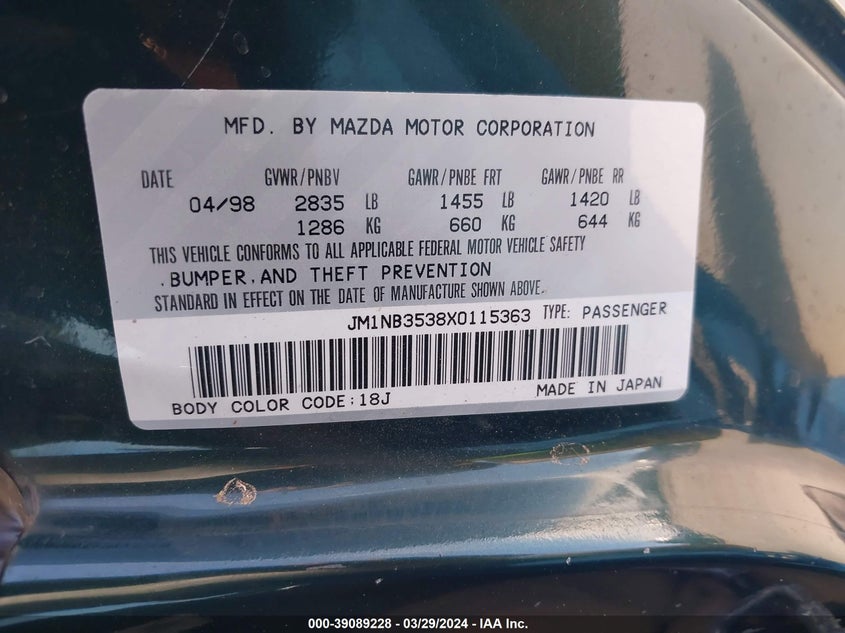 MFD. BY MAZDA MOTOR CORPORATION
DATE GVWR/PNBV GAWR/PNBE FRT GAWR/PNBE RR
04/98 2835 LB 1455 LB 1420 LB
1286 KG 660 KG 644 KG
THIS VEHICLE CONFORMS TO ALL APPLICABLE FEDERAL MOTOR VEHICLE SAFETY
.BUMPER.AND THEFT PREVENTION
STANDARD IN EFFECT ON THE DATE OF MANUFACTURE SHOWN ABOVE.
JM1NB3538X0115363 TYPE: PASSENGER
BODY COLOR CODE:18J MADE IN JAPAN
000-39089228 - 03/29/2024 - IAA Inc.